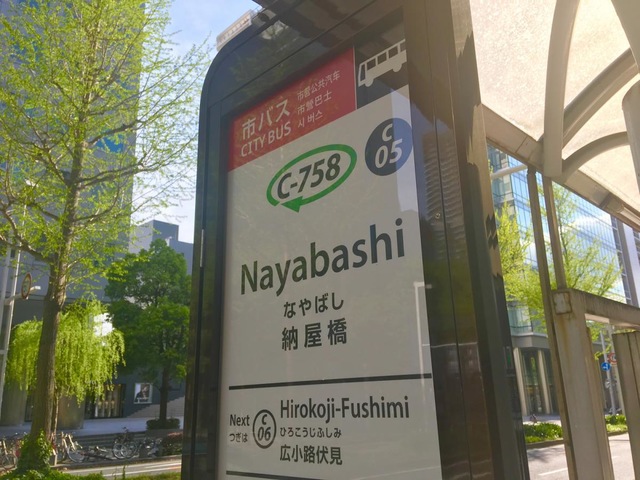 市バス
CITY BUS
市营公共汽车
市營巴士
시 버스
C-758
C
05
Nayabashi
なやばし
納屋橋
Next
つぎは
C
06
Hirokoji-Fushimi
ひろこうじふしみ
広小路伏見